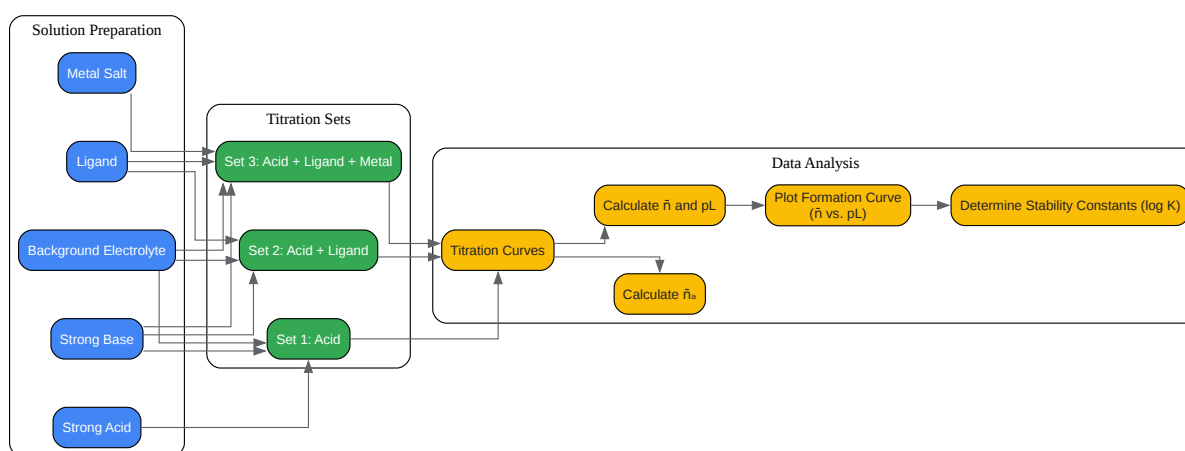 Solution Preparation
Metal Salt
Ligand
Background Electrolyte
Strong Base
Strong Acid
Titration Sets
Set 3: Acid + Ligand + Metal
Set 2: Acid + Ligand
Set 1: Acid
Data Analysis
Titration Curves
Calculate n̄ and pL
Calculate n̄ₐ
Plot Formation Curve
(n̄ vs. pL)
Determine Stability Constants (log K)